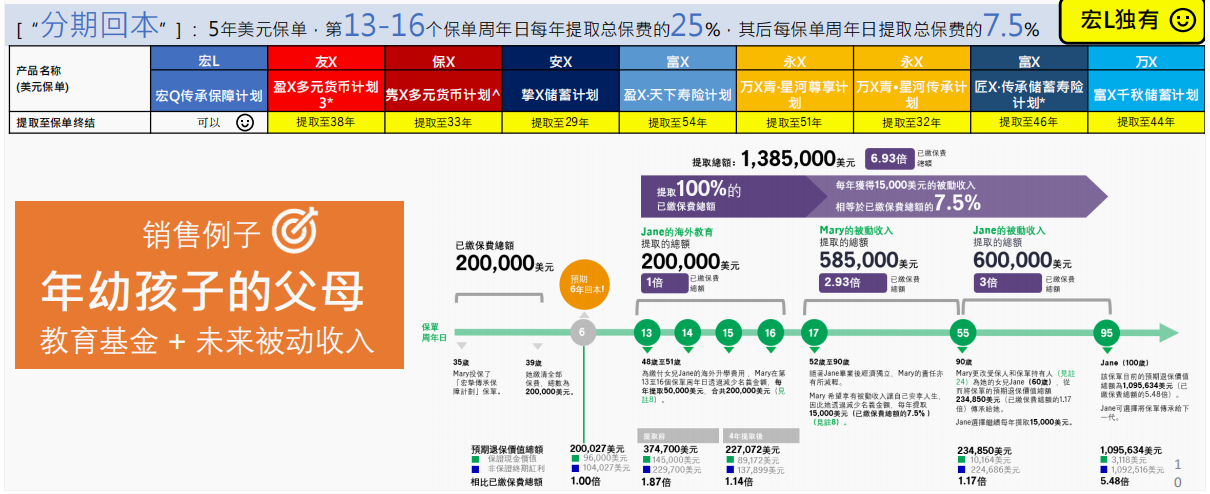 [ “分期回本” ]：5年美元保单，第13-16个保单周年日每年提取总保费的25%，其后每保单周年日提取总保费的7.5%
宏L独有
产品名称
(美元保单)
宏L 友X 保X 安X 富X 永X 永X 富X 万X
宏Q传承保障计划 盈X多元货币计划3* 隽X多元货币计划^ 挚X储蓄计划 盈X·天下寿险计划 万X青·星河尊享计划 万X青•星河传承计划 匠X·传承储蓄寿险计划* 富X千秋储蓄计划
提取至保单终结 可以 提取至38年 提取至33年 提取至29年 提取至54年 提取至51年 提取至32年 提取至46年 提取至44年
销售例子
年幼孩子的父母
教育基金 + 未来被动收入
提取總額：1,385,000美元 6.93倍 已繳保費
總額
提取100%的
已繳保費總額
每年獲得15,000美元的被動收入
相等於已繳保費總額的7.5%
已繳保費總額
200,000美元
預期
6年回本!
Jane的海外教育
提取的總額
200,000美元
1倍 已繳保費
總額
Mary的被動收入
提取的總額
585,000美元
2.93倍 已繳保費
總額
Jane的被動收入
提取的總額
600,000美元
3倍 已繳保費
總額
保單
周年日
6 13 14 15 16 17 55 95
35歲
Mary投保了
「宏摯傳承保
障計劃」保單。
39歲
她繳清全部
保費，總數為
200,000美元。
48歲至51歲
為繳付女兒Jane的海外升學費用，Mary在第
13至16個保單周年日透過減少名義金額，每
年提取50,000美元，合共200,000美元（見
註8）。
52歲至90歲
隨著Jane畢業後經濟獨立，Mary的責任亦
有所減輕。
Mary 希望享有被動收入讓自己安享人生，
因此她透過減少名義金額，每年提取
15,000美元（已繳保費總額的7.5%）
（見註8）。
90歲
Mary更改受保人和保單持有人（見註
24）為她的女兒Jane（60歲），從
而將保單的預期退保價值總額
234,850美元（已繳保費總額的1.17
倍）傳承給她。
Jane選擇繼續每年提取15,000美元。
Jane（100歲）
該保單目前的預期退保價值
總額為1,095,634美元（已
繳保費總額的5.48倍）。
Jane可選擇將保單傳承給下
一代。
提取前 4年提取後
預期退保價值總額 200,027美元 374,700美元 227,072美元 234,850美元 1,095,634美元
保證現金價值 96,000美元 145,000美元 89,172美元 10,164美元 3,118美元
非保證終期紅利 104,027美元 229,700美元 137,899美元 224,686美元 1,092,516美元
相比已繳保費總額 1.00倍 1.87倍 1.14倍 1.17倍 5.48倍
1
0